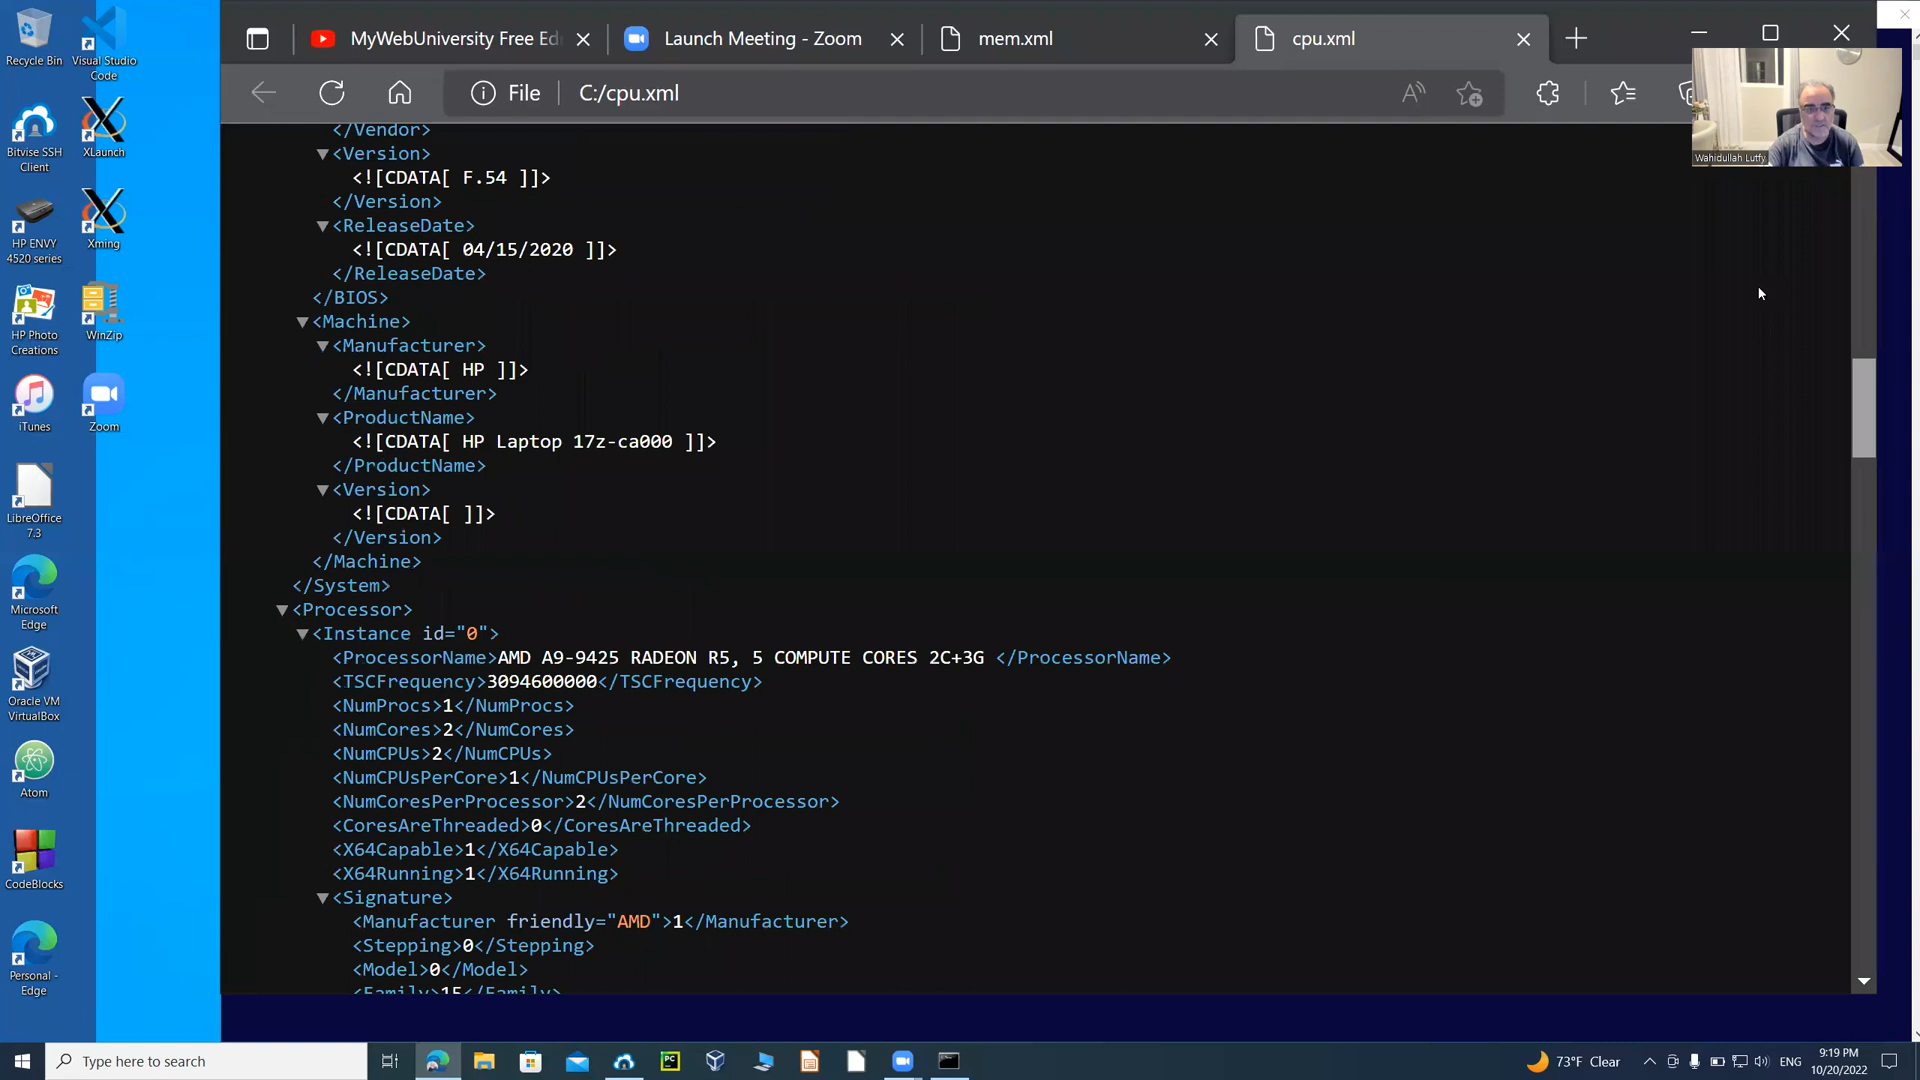 Recycle Bin
Visual Studio Code
Bitvise SSH Client
XLaunch
HP ENVY 4520 series
Xming
HP Photo Creations
WinZip
iTunes
Zoom
LibreOffice 7.3
Microsoft Edge
Oracle VM VirtualBox
Atom
CodeBlocks
Personal - Edge
MyWebUniversity Free Ed
Launch Meeting - Zoom
mem.xml
cpu.xml
File
C:/cpu.xml
Wahidullah Lutfy
</Vendor>
<Version>
<![CDATA[ F.54 ]]>
</Version>
<ReleaseDate>
<![CDATA[ 04/15/2020 ]]>
</ReleaseDate>
</BIOS>
<Machine>
<Manufacturer>
<![CDATA[ HP ]]>
</Manufacturer>
<ProductName>
<![CDATA[ HP Laptop 17z-ca000 ]]>
</ProductName>
<Version>
<![CDATA[ ]]>
</Version>
</Machine>
</System>
<Processor>
<Instance id="0">
<ProcessorName>AMD A9-9425 RADEON R5, 5 COMPUTE CORES 2C+3G </ProcessorName>
<TSCFrequency>3094600000</TSCFrequency>
<NumProcs>1</NumProcs>
<NumCores>2</NumCores>
<NumCPUs>2</NumCPUs>
<NumCPUsPerCore>1</NumCPUsPerCore>
<NumCoresPerProcessor>2</NumCoresPerProcessor>
<CoresAreThreaded>0</CoresAreThreaded>
<X64Capable>1</X64Capable>
<X64Running>1</X64Running>
<Signature>
<Manufacturer friendly="AMD">1</Manufacturer>
<Stepping>0</Stepping>
<Model>0</Model>
<Family>15</Family>
Type here to search
73°F Clear
ENG
9:19 PM
10/20/2022